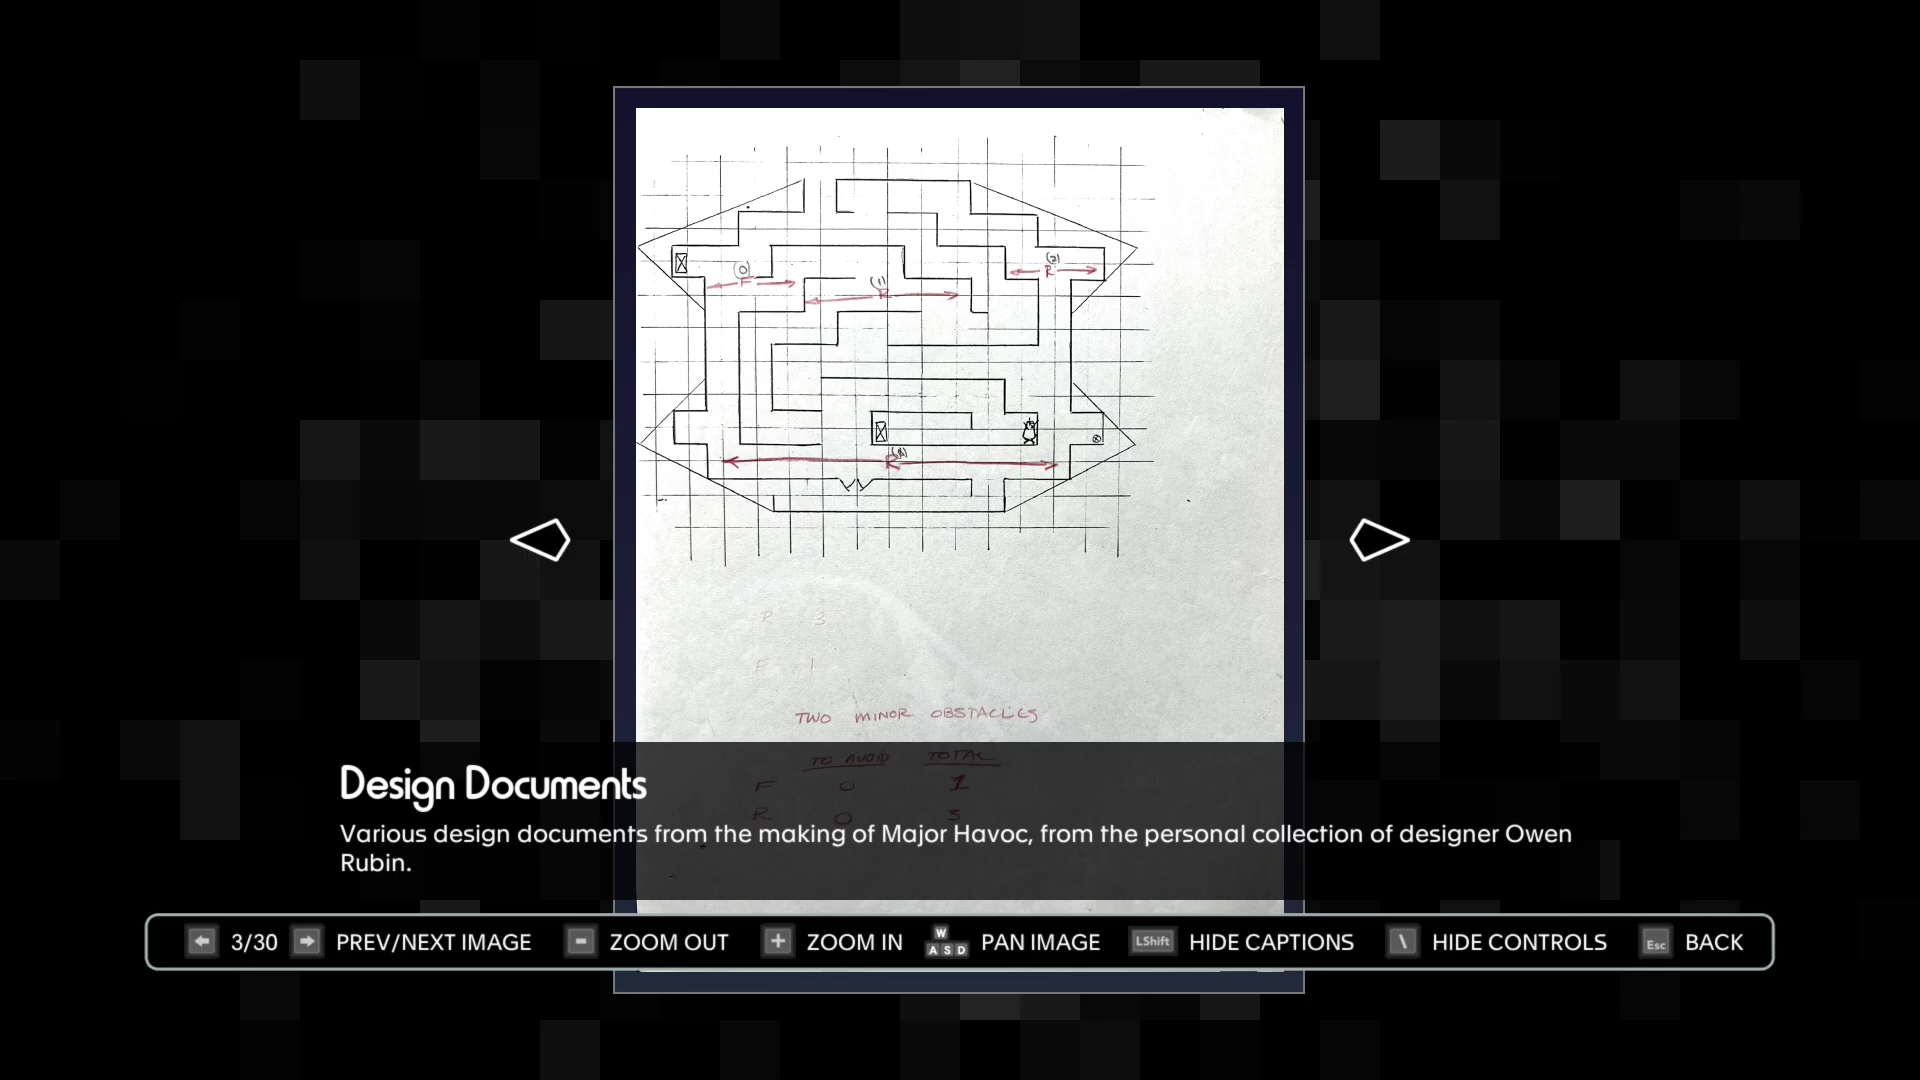 (0)
F
(1)
R
(2)
R
R
P 3
F 1
TWO MINOR OBSTACLES
TO AVOID TOTAL
F 0 1
R 0 3
Design Documents
Various design documents from the making of Major Havoc, from the personal collection of designer Owen
Rubin.
3/30 PREV/NEXT IMAGE - ZOOM OUT + ZOOM IN W A S D PAN IMAGE LShift HIDE CAPTIONS \ HIDE CONTROLS Esc BACK